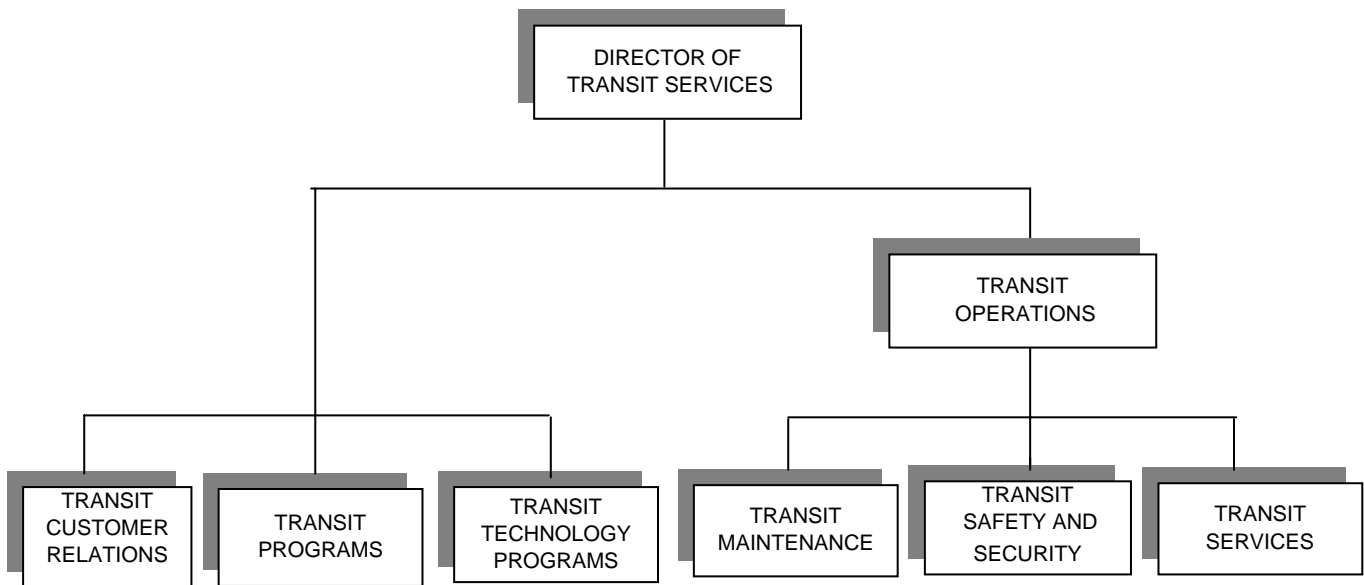 DIRECTOR OF
TRANSIT SERVICES
TRANSIT
OPERATIONS
TRANSIT
CUSTOMER
RELATIONS
TRANSIT
PROGRAMS
TRANSIT
TECHNOLOGY
PROGRAMS
TRANSIT
MAINTENANCE
TRANSIT
SAFETY AND
SECURITY
TRANSIT
SERVICES